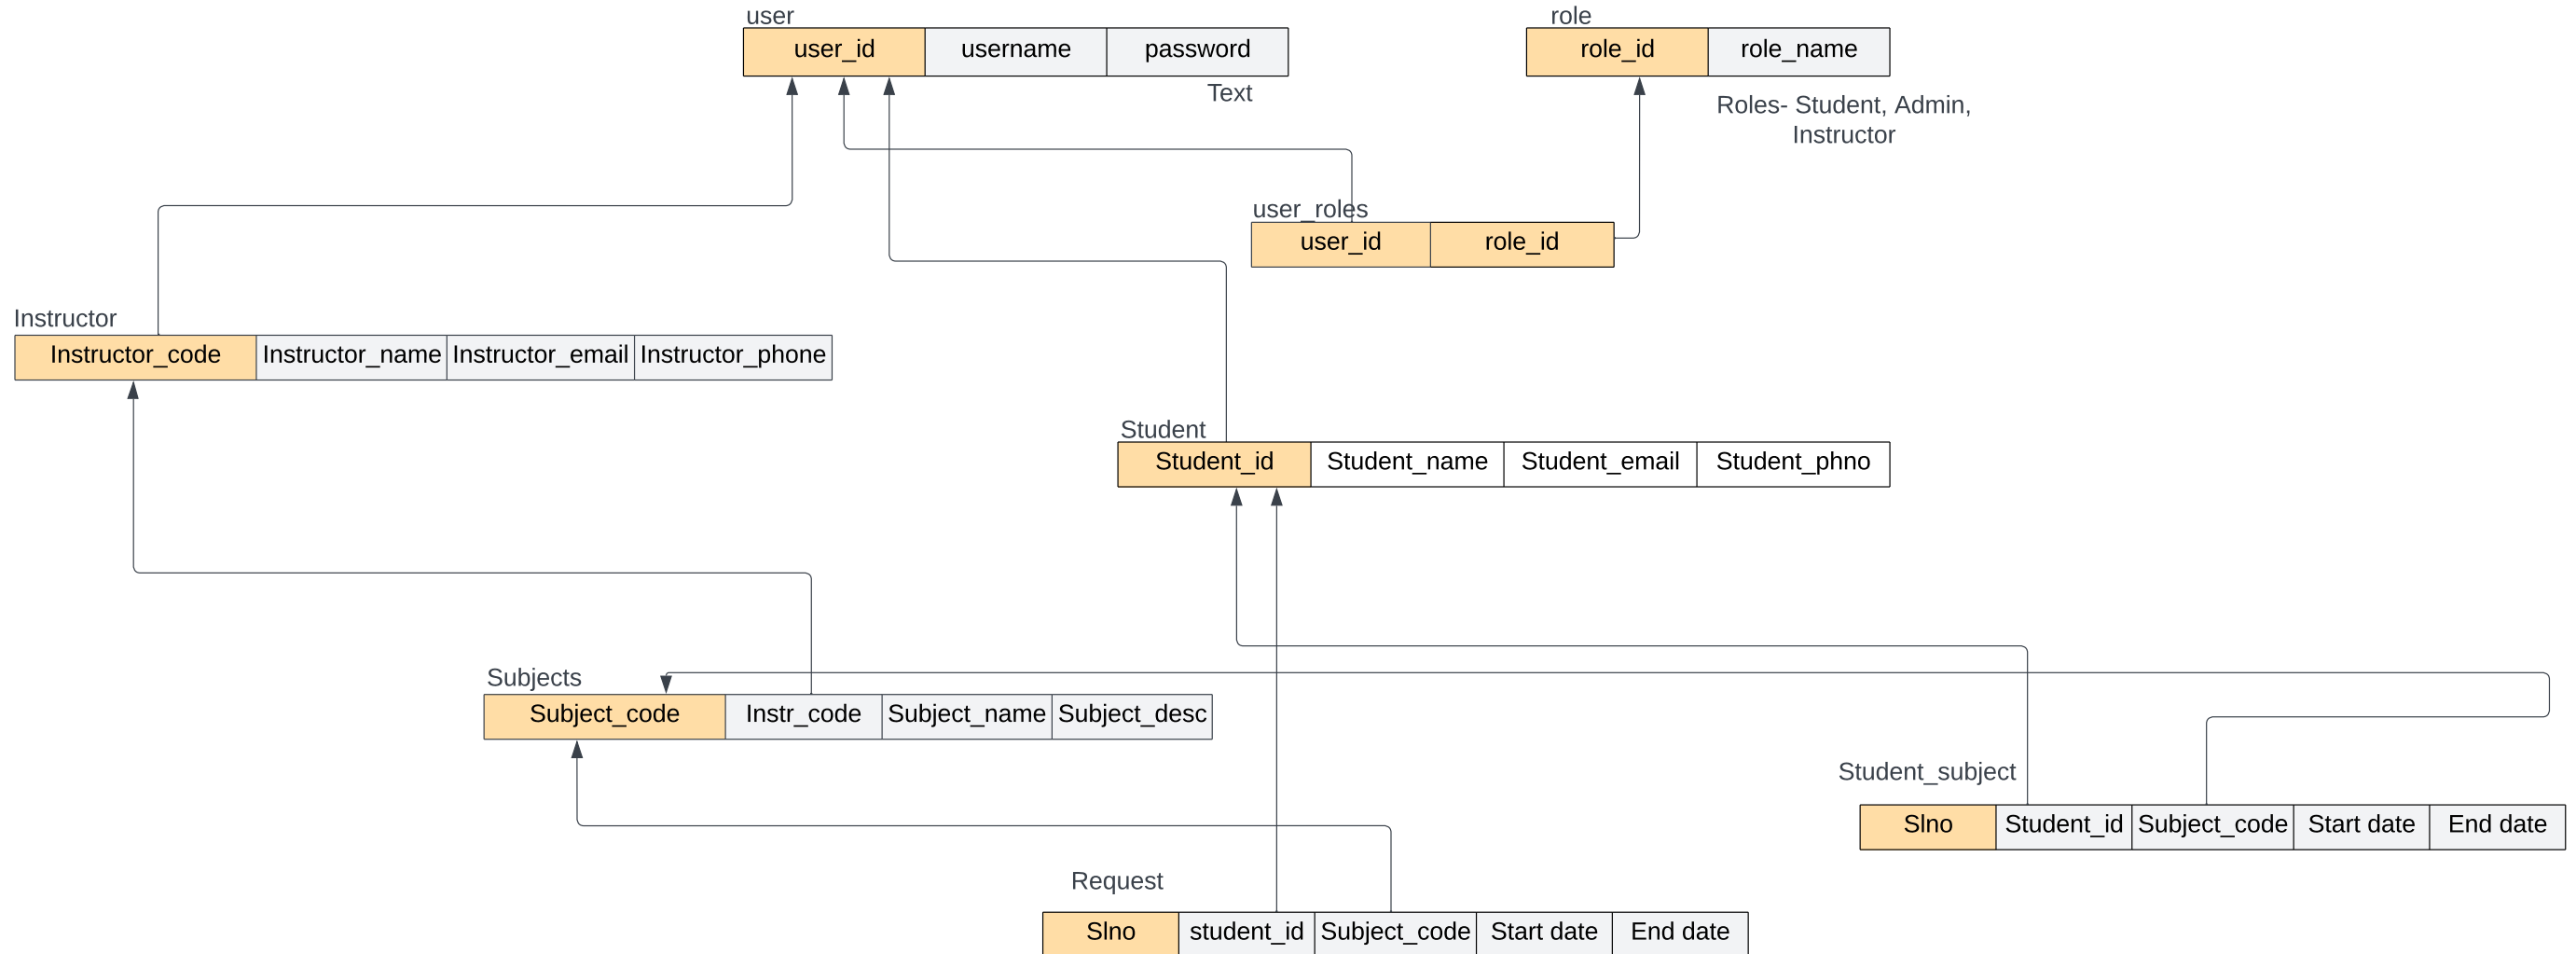 user
user_id username password
Text
role
role_id role_name
Roles- Student, Admin,
Instructor
user_roles
user_id role_id
Instructor
Instructor_code Instructor_name Instructor_email Instructor_phone
Student
Student_id Student_name Student_email Student_phno
Subjects
Subject_code Instr_code Subject_name Subject_desc
Student_subject
Slno Student_id Subject_code Start date End date
Request
Slno student_id Subject_code Start date End date